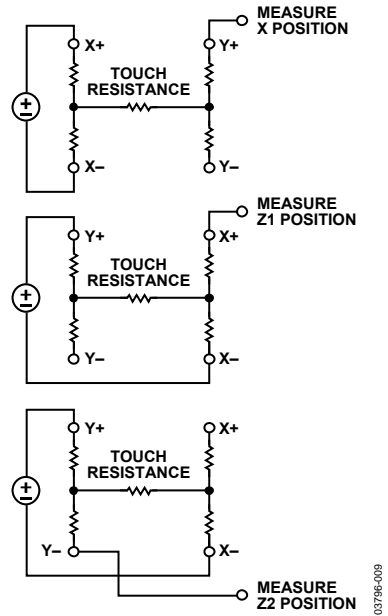 MEASURE
X POSITION
X+
Y+
TOUCH
RESISTANCE
X–
Y–
MEASURE
Z1 POSITION
Y+
X+
TOUCH
RESISTANCE
Y–
X–
Y+
X+
TOUCH
RESISTANCE
Y–
X–
MEASURE
Z2 POSITION
03796-009